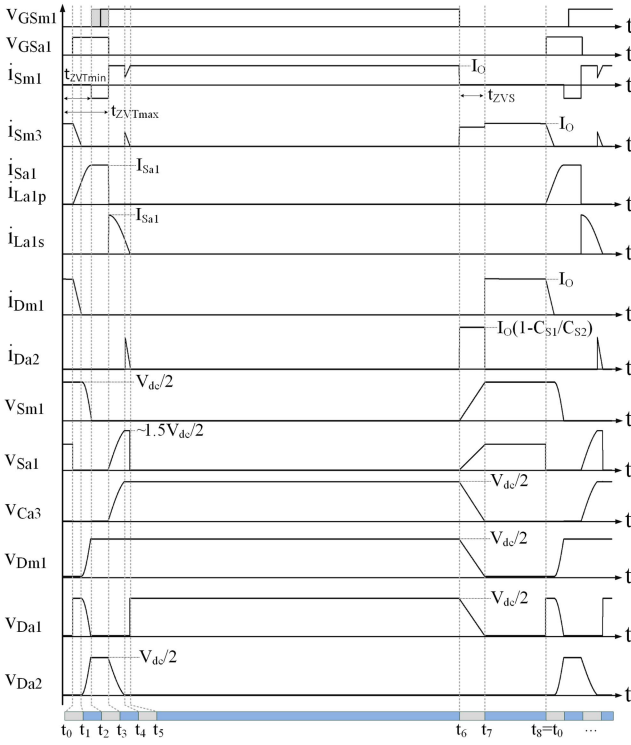 vGSm1 t
vGSa1 t
tZVTmin
iSm1 IO t
tZVS
tZVTmax
iSm3 IO t
iSa1 ISa1
iLa1p t
iLa1s ISa1 t
iDm1 IO t
iDa2 IO(1-CS1/CS2) t
vSm1 Vdc/2 t
vSa1 ~1.5Vdc/2 t
vCa3 Vdc/2 t
vDm1 Vdc/2 t
vDa1 Vdc/2 t
vDa2 Vdc/2 t
t0 t1 t2 t3 t4 t5 t6 t7 t8=t0 ...